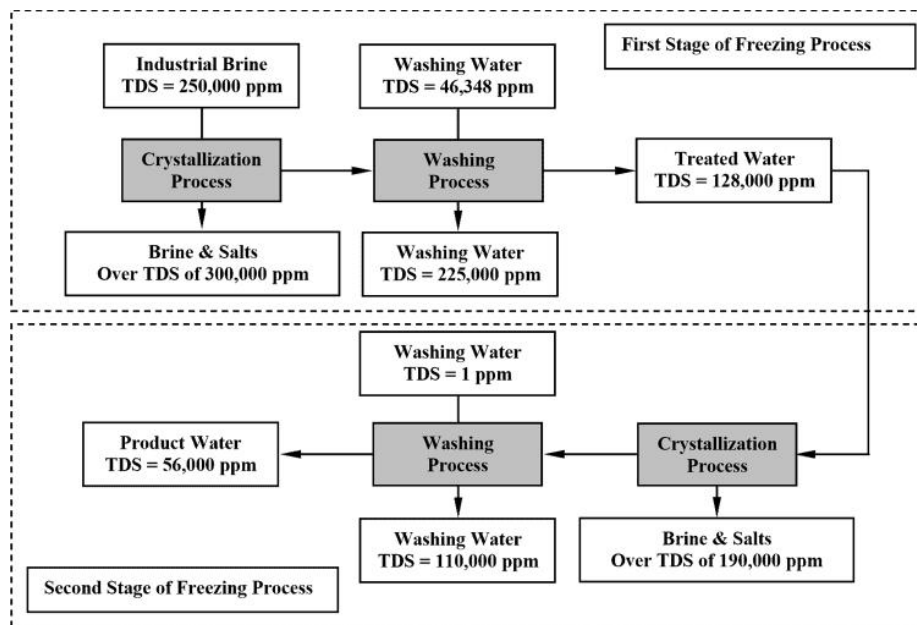 First Stage of Freezing Process
Industrial Brine
TDS = 250,000 ppm
Washing Water
TDS = 46,348 ppm
Crystallization
Process
Washing
Process
Treated Water
TDS = 128,000 ppm
Brine & Salts
Over TDS of 300,000 ppm
Washing Water
TDS = 225,000 ppm
Washing Water
TDS = 1 ppm
Product Water
TDS = 56,000 ppm
Washing
Process
Crystallization
Process
Washing Water
TDS = 110,000 ppm
Brine & Salts
Over TDS of 190,000 ppm
Second Stage of Freezing Process